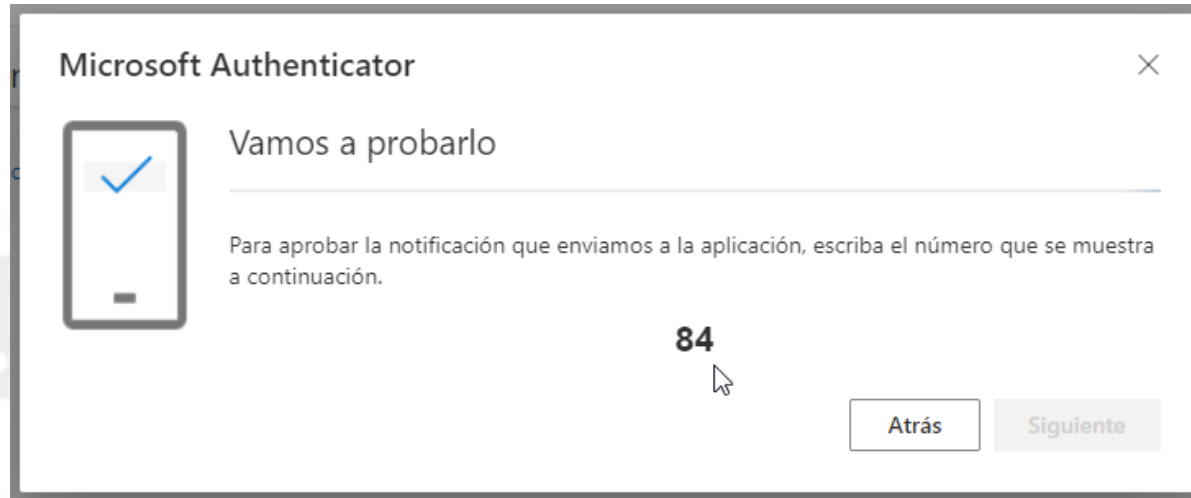 Microsoft Authenticator
Vamos a probarlo
Para aprobar la notificación que enviamos a la aplicación, escriba el número que se muestra
a continuación.
84
Atrás
Siguiente